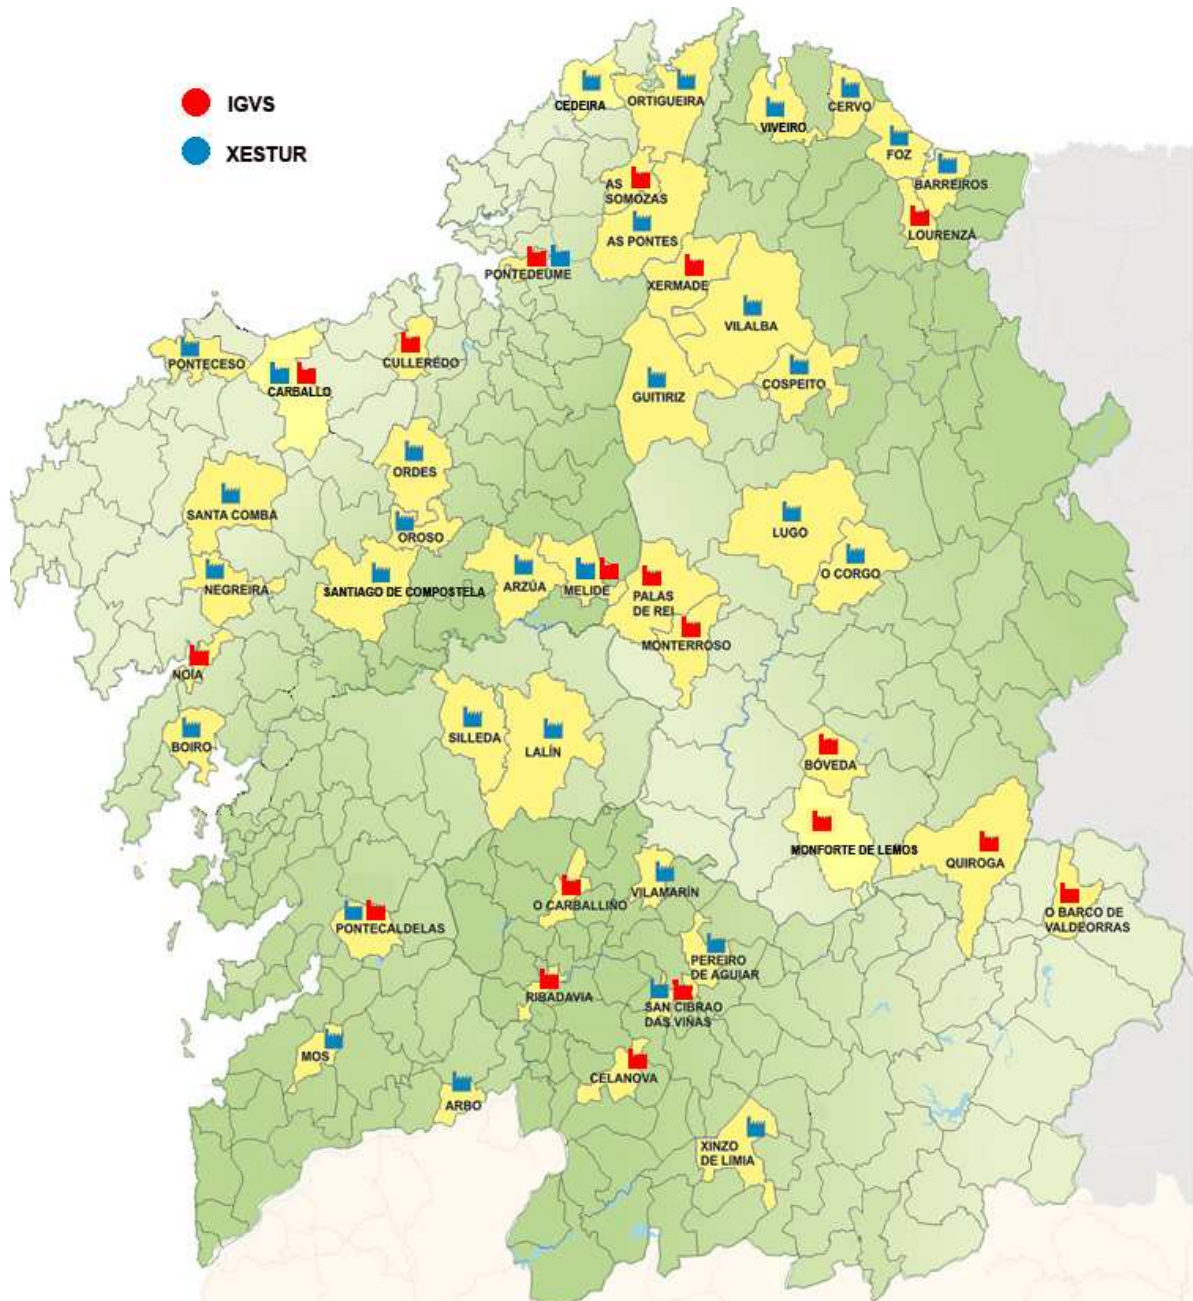 IGVS
XESTUR
CEDEIRA
ORTIGUEIRA
VIVEIRO
CERVO
FOZ
BARREIROS
LOURENZÁ
AS
SOMOZAS
AS PONTES
PONTEDEUME
XERMADE
VILALBA
PONTECESO
CARBALLO
CULLEREDO
GUITIRIZ
COSPEITO
ORDES
SANTA COMBA
OROSO
LUGO
O CORGO
NEGREIRA
SANTIAGO DE COMPOSTELA
ARZÚA
MELIDE
PALAS
DE REI
MONTERROSO
NOIA
BOIRO
SILLEDA
LALÍN
BÓVEDA
MONFORTE DE LEMOS
QUIROGA
O CARBALLIÑO
VILAMARÍN
O BARCO DE
VALDEORRAS
PONTECALDELAS
PEREIRO
DE AGUIAR
RIBADAVIA
SAN CIBRAO
DAS VIÑAS
MOS
CELANOVA
ARBO
XINZO
DE LIMIA